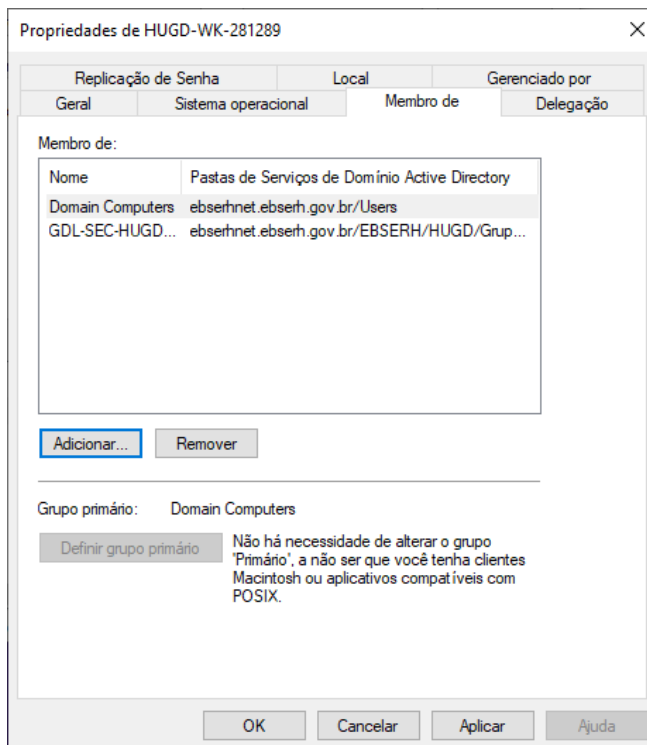 Propriedades de HUGD-WK-281289
Replicação de Senha Local Gerenciado por
Geral Sistema operacional Membro de Delegação
Membro de:
Nome Pastas de Serviços de Domínio Active Directory
Domain Computers ebserhnet.ebserh.gov.br/Users
GDL-SEC-HUGD... ebserhnet.ebserh.gov.br/EBSERH/HUGD/Grup...
Adicionar... Remover
Grupo primário: Domain Computers
Definir grupo primário
Não há necessidade de alterar o grupo
'Primário', a não ser que você tenha clientes
Macintosh ou aplicativos compatíveis com
POSIX.
OK Cancelar Aplicar Ajuda